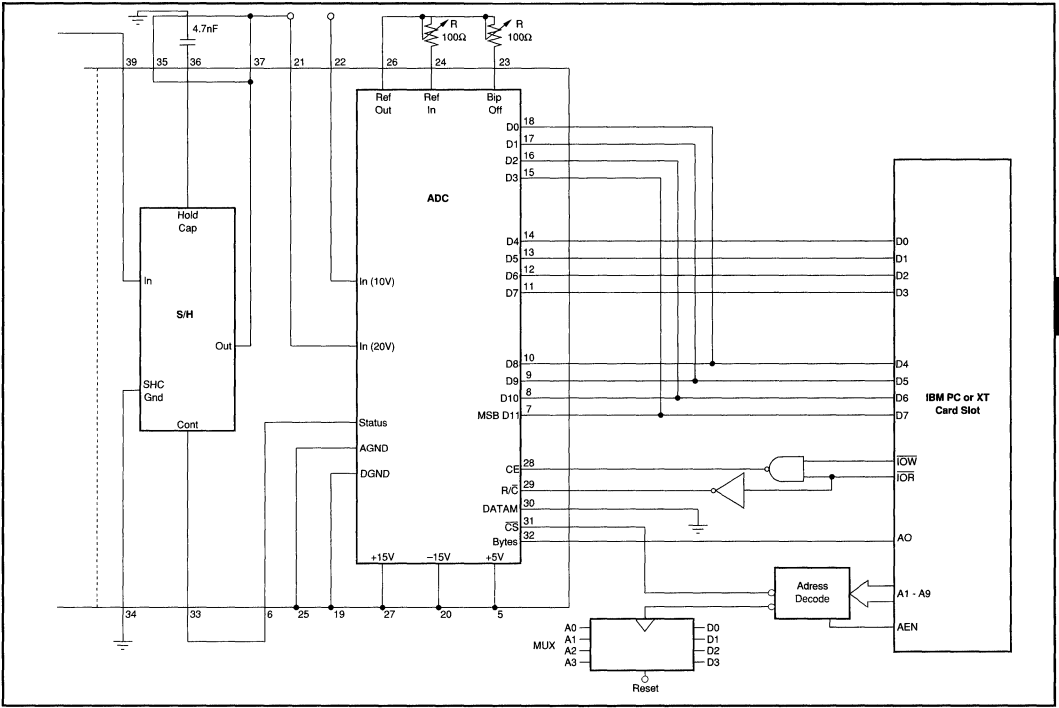 4.7nF
R
100Ω
R
100Ω
39 35 36 37 21 22 26 24 23
Ref
Out
Ref
In
Bip
Off
D0 18
D1 17
D2 16
D3 15
ADC
Hold
Cap
D4 14 D0
D5 13 D1
D6 12 D2
D7 11 D3
In
In (10V)
S/H
Out
In (20V)
D8 10 D4
D9 9 D5
D10 8 D6
MSB D11 7 D7
IBM PC or XT
Card Slot
SHC
Gnd
Cont
Status
AGND
DGND
CE 28
IOW
IOR
R/C 29
DATAM 30
CS 31
Bytes 32
AO
+15V –15V +5V
Adress
Decode
A1 - A9
AEN
34 33 6 25 19 27 20 5
MUX
A0 D0
A1 D1
A2 D2
A3 D3
Reset